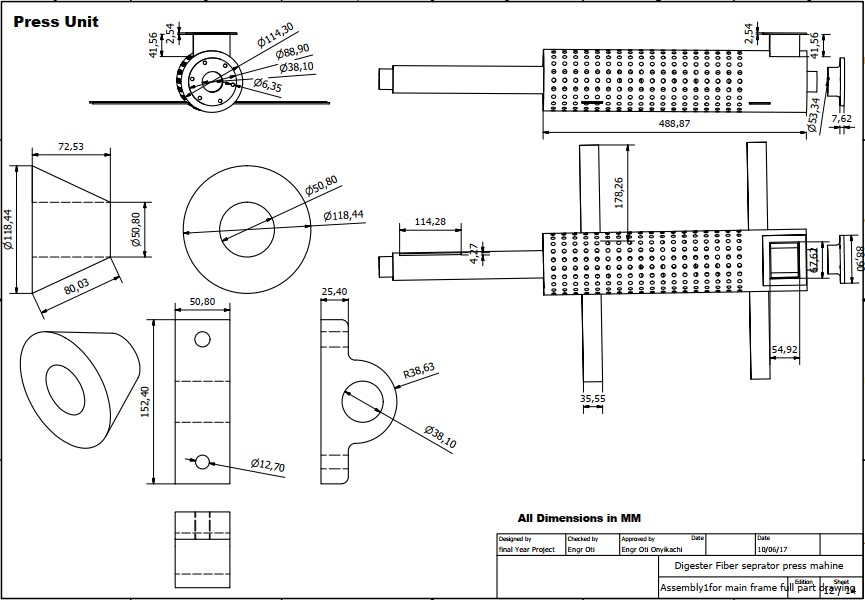 Press Unit
2,54
41,56
Ø114,30
Ø88,90
Ø38,10
Ø6,35
2,54
41,56
Ø53,34
7,62
488,87
72,53
Ø118,44
Ø50,80
80,03
Ø50,80
Ø118,44
178,26
114,28
4,27
67,62
88,90
54,92
35,55
50,80
152,40
Ø12,70
25,40
R38,63
Ø38,10
All Dimensions in MM
Designed by
final Year Project
Checked by
Engr Oti
Approved by
Engr Oti Onyikachi
Date
Date
10/06/17
Digester Fiber seprator press mahine
Assembly1for main frame full part drawing
Edition
Sheet
12 / 14